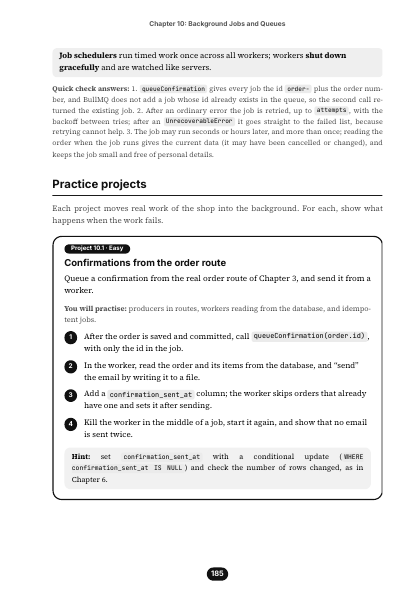 Chapter 10: Background Jobs and Queues
Job schedulers run timed work once across all workers; workers shut down
gracefully and are watched like servers.
Quick check answers: 1. queueConfirmation gives every job the id order- plus the order num-
ber, and BullMQ does not add a job whose id already exists in the queue, so the second call re-
turned the existing one. 2. After an ordinary error the job is retried, up to attempts, with the
backoff between tries; after an UnrecoverableError it goes straight to the failed list, because
retrying cannot help. 3. The job may run seconds or hours later, and more than once; reading the
order when the job runs gives the current data (it may have been cancelled or changed), and
keeps the job small and free of personal details.
Practice projects
Each project moves real work of the shop into the background. For each, show what
happens when the work fails.
Project 10.1 · Easy
Confirmations from the order route
Queue a confirmation from the real order route of Chapter 3, and send it from a
worker.
You will practise: producers in routes, workers reading from the database, and idempo-
tent jobs.
1 After the order is saved and committed, call queueConfirmation(order.id),
with only the id in the job.
2 In the worker, read the order and its items from the database, and “send”
the email by writing it to a file.
3 Add a confirmation_sent_at column; the worker skips orders that already
have one and sets it after sending.
4 Kill the worker in the middle of a job, start it again, and show that no email
is sent twice.
Hint: set confirmation_sent_at with a conditional update (WHERE
confirmation_sent_at IS NULL) and check the number of rows changed, as in
Chapter 6.
185